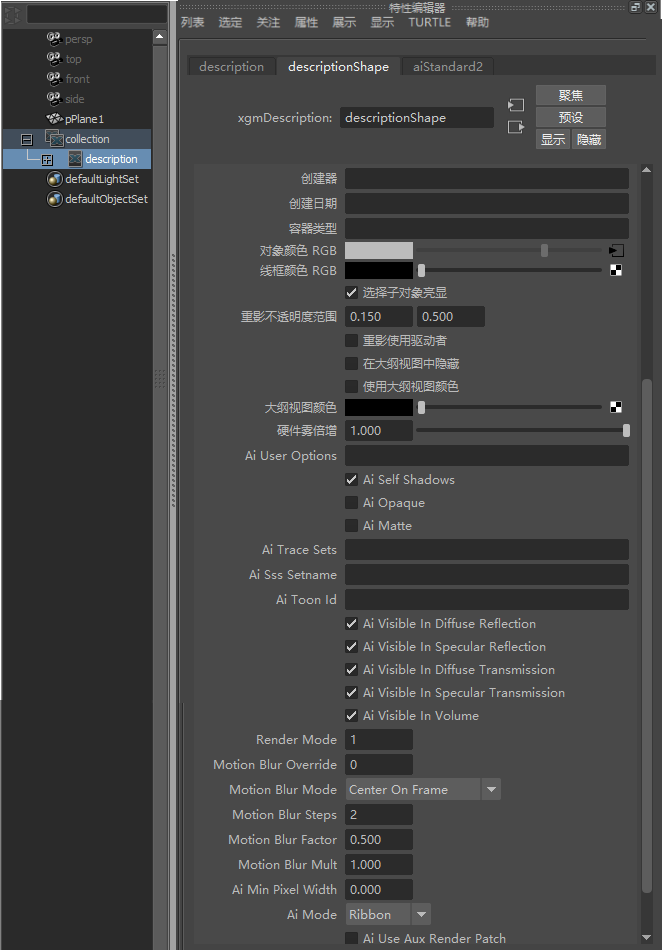 persp
top
front
side
pPlane1
collection
description
defaultLightSet
defaultObjectSet
特性编辑器
列表 选定 关注 属性 展示 显示 TURTLE 帮助
description descriptionShape aiStandard2
xgmDescription: descriptionShape
聚焦
预设
显示 隐藏
创建器
创建日期
容器类型
对象颜色 RGB
线框颜色 RGB
选择子对象亮显
重影不透明度范围 0.150 0.500
重影使用驱动者
在大纲视图中隐藏
使用大纲视图颜色
大纲视图颜色
硬件雾倍增 1.000
Ai User Options
Ai Self Shadows
Ai Opaque
Ai Matte
Ai Trace Sets
Ai Sss Setname
Ai Toon Id
Ai Visible In Diffuse Reflection
Ai Visible In Specular Reflection
Ai Visible In Diffuse Transmission
Ai Visible In Specular Transmission
Ai Visible In Volume
Render Mode 1
Motion Blur Override 0
Motion Blur Mode Center On Frame
Motion Blur Steps 2
Motion Blur Factor 0.500
Motion Blur Mult 1.000
Ai Min Pixel Width 0.000
Ai Mode Ribbon
Ai Use Aux Render Patch